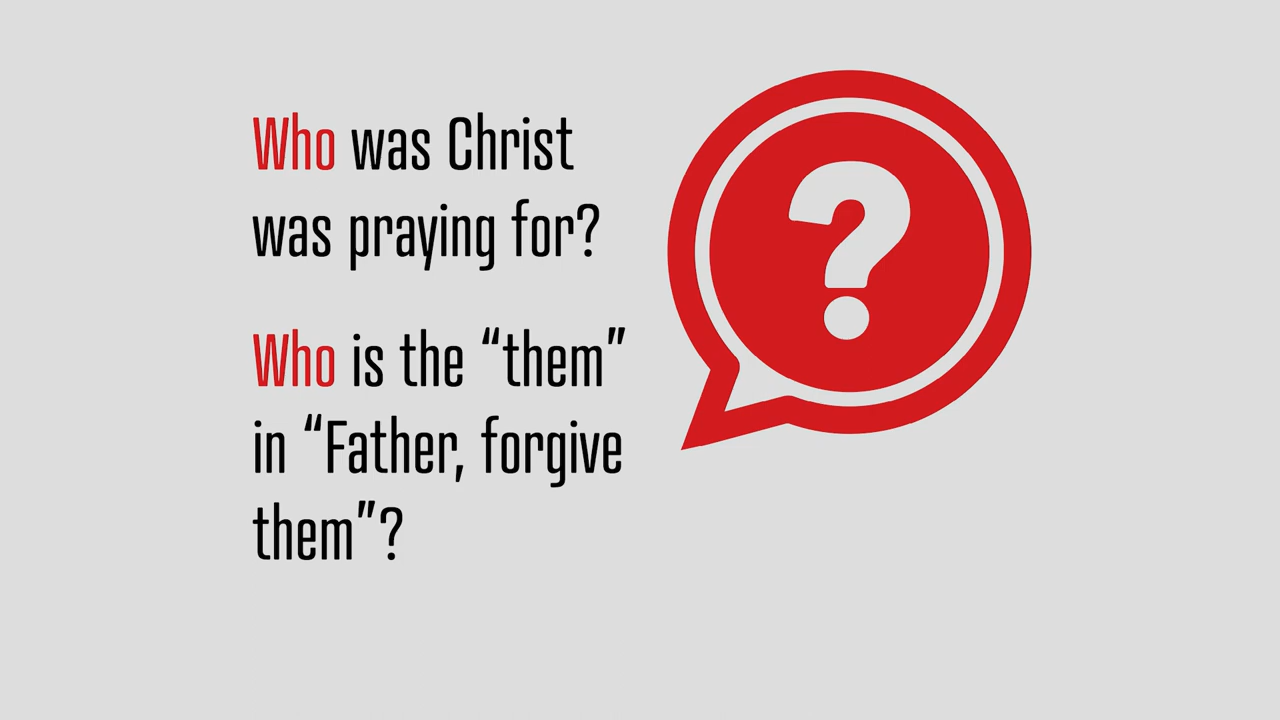 Who was Christ
was praying for?
Who is the “them”
in “Father, forgive
them”?